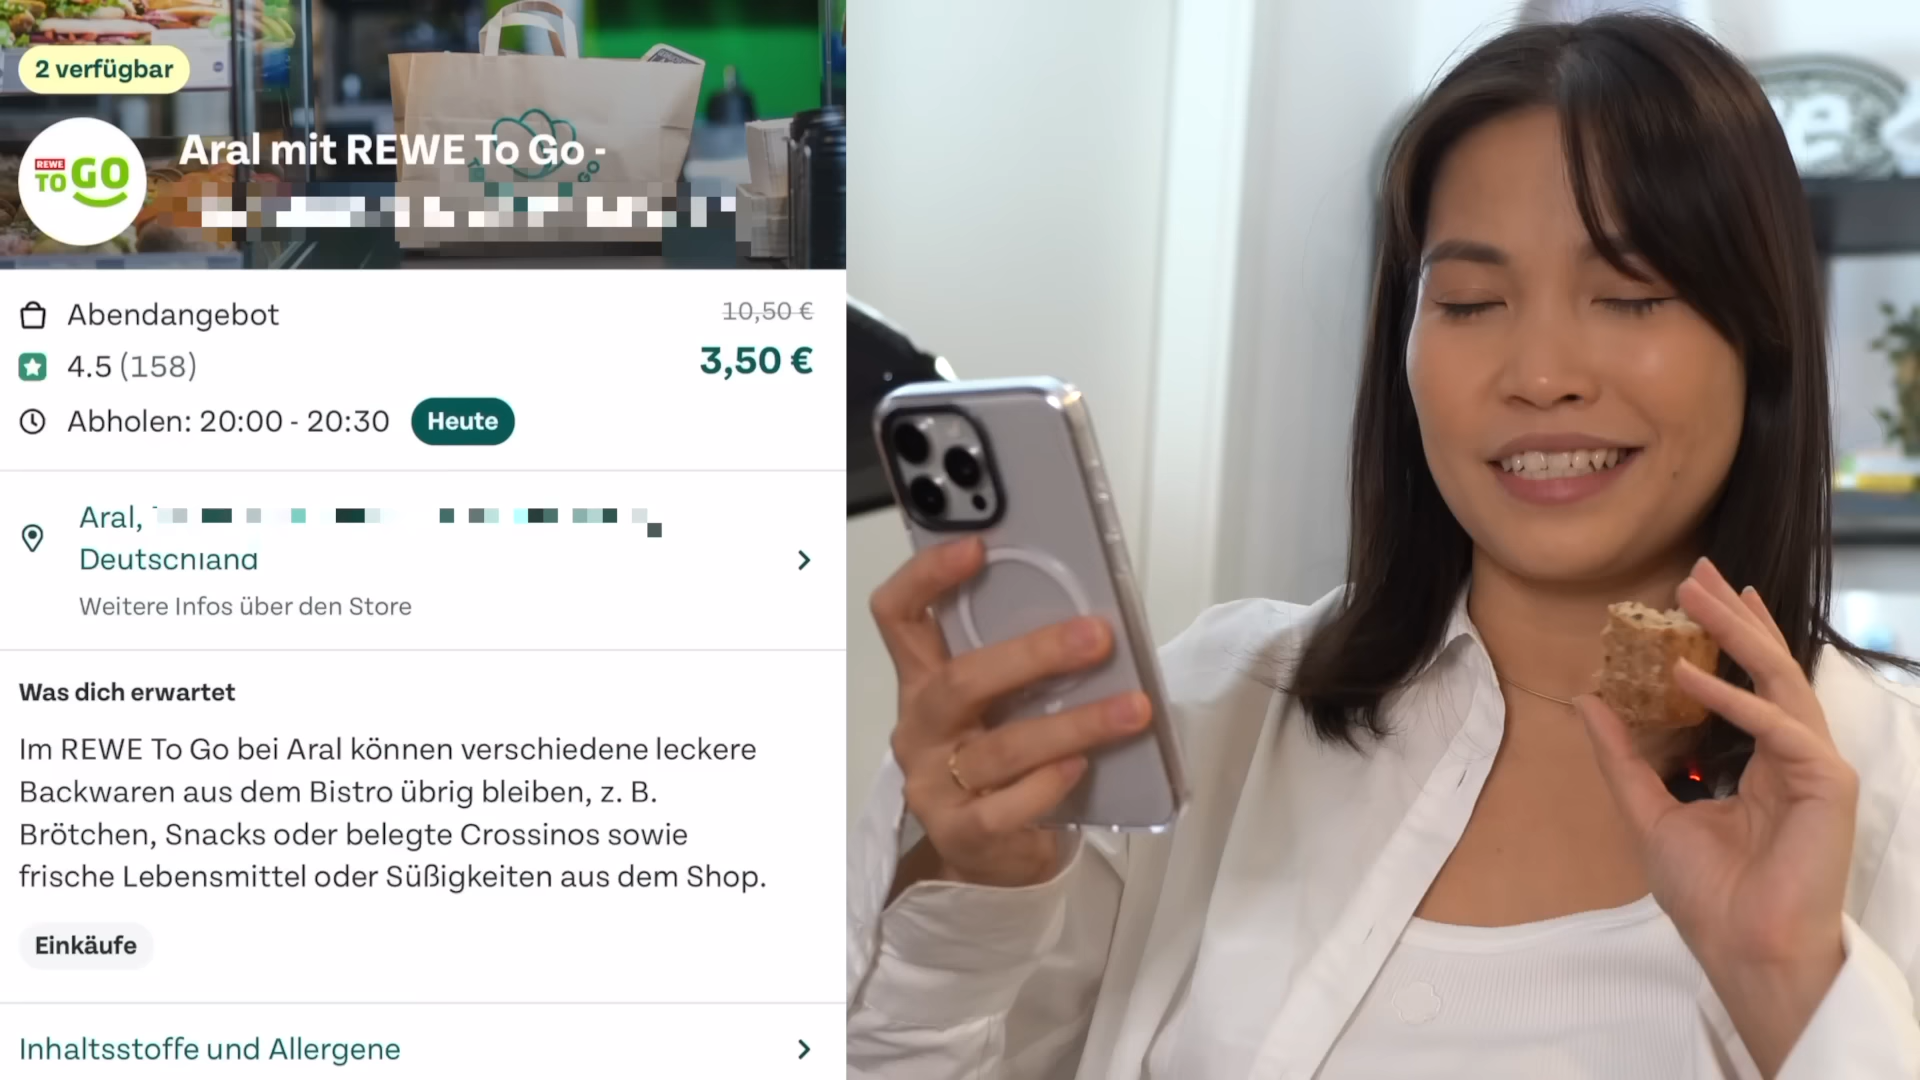 2 verfügbar
REWE
TO GO
Aral mit REWE To Go -
Abendangebot
10,50 €
4.5 (158)
3,50 €
Abholen: 20:00 - 20:30
Heute
Aral,
Deutschland
Weitere Infos über den Store
Was dich erwartet
Im REWE To Go bei Aral können verschiedene leckere
Backwaren aus dem Bistro übrig bleiben, z. B.
Brötchen, Snacks oder belegte Crossinos sowie
frische Lebensmittel oder Süßigkeiten aus dem Shop.
Einkäufe
Inhaltsstoffe und Allergene